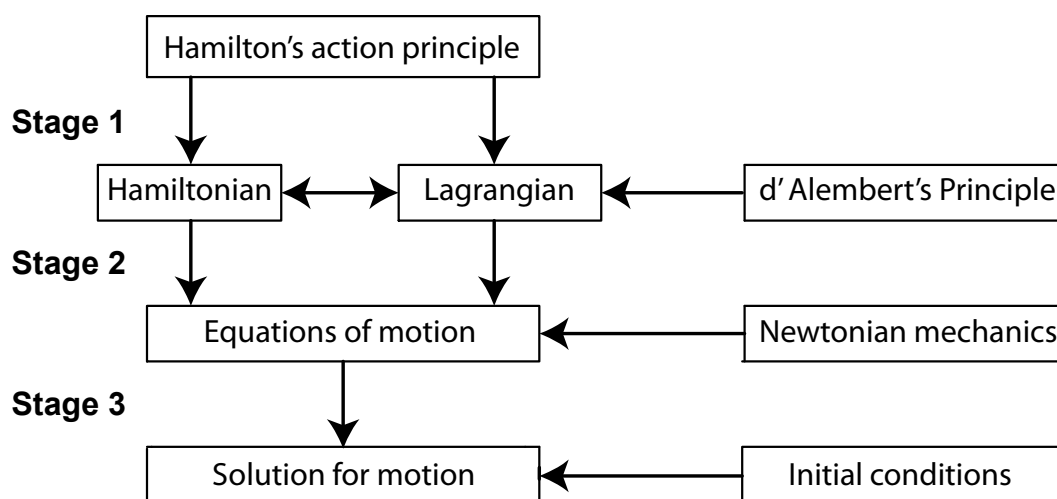 Hamilton's action principle
Stage 1
Hamiltonian
Lagrangian
d' Alembert's Principle
Stage 2
Equations of motion
Newtonian mechanics
Stage 3
Solution for motion
Initial conditions